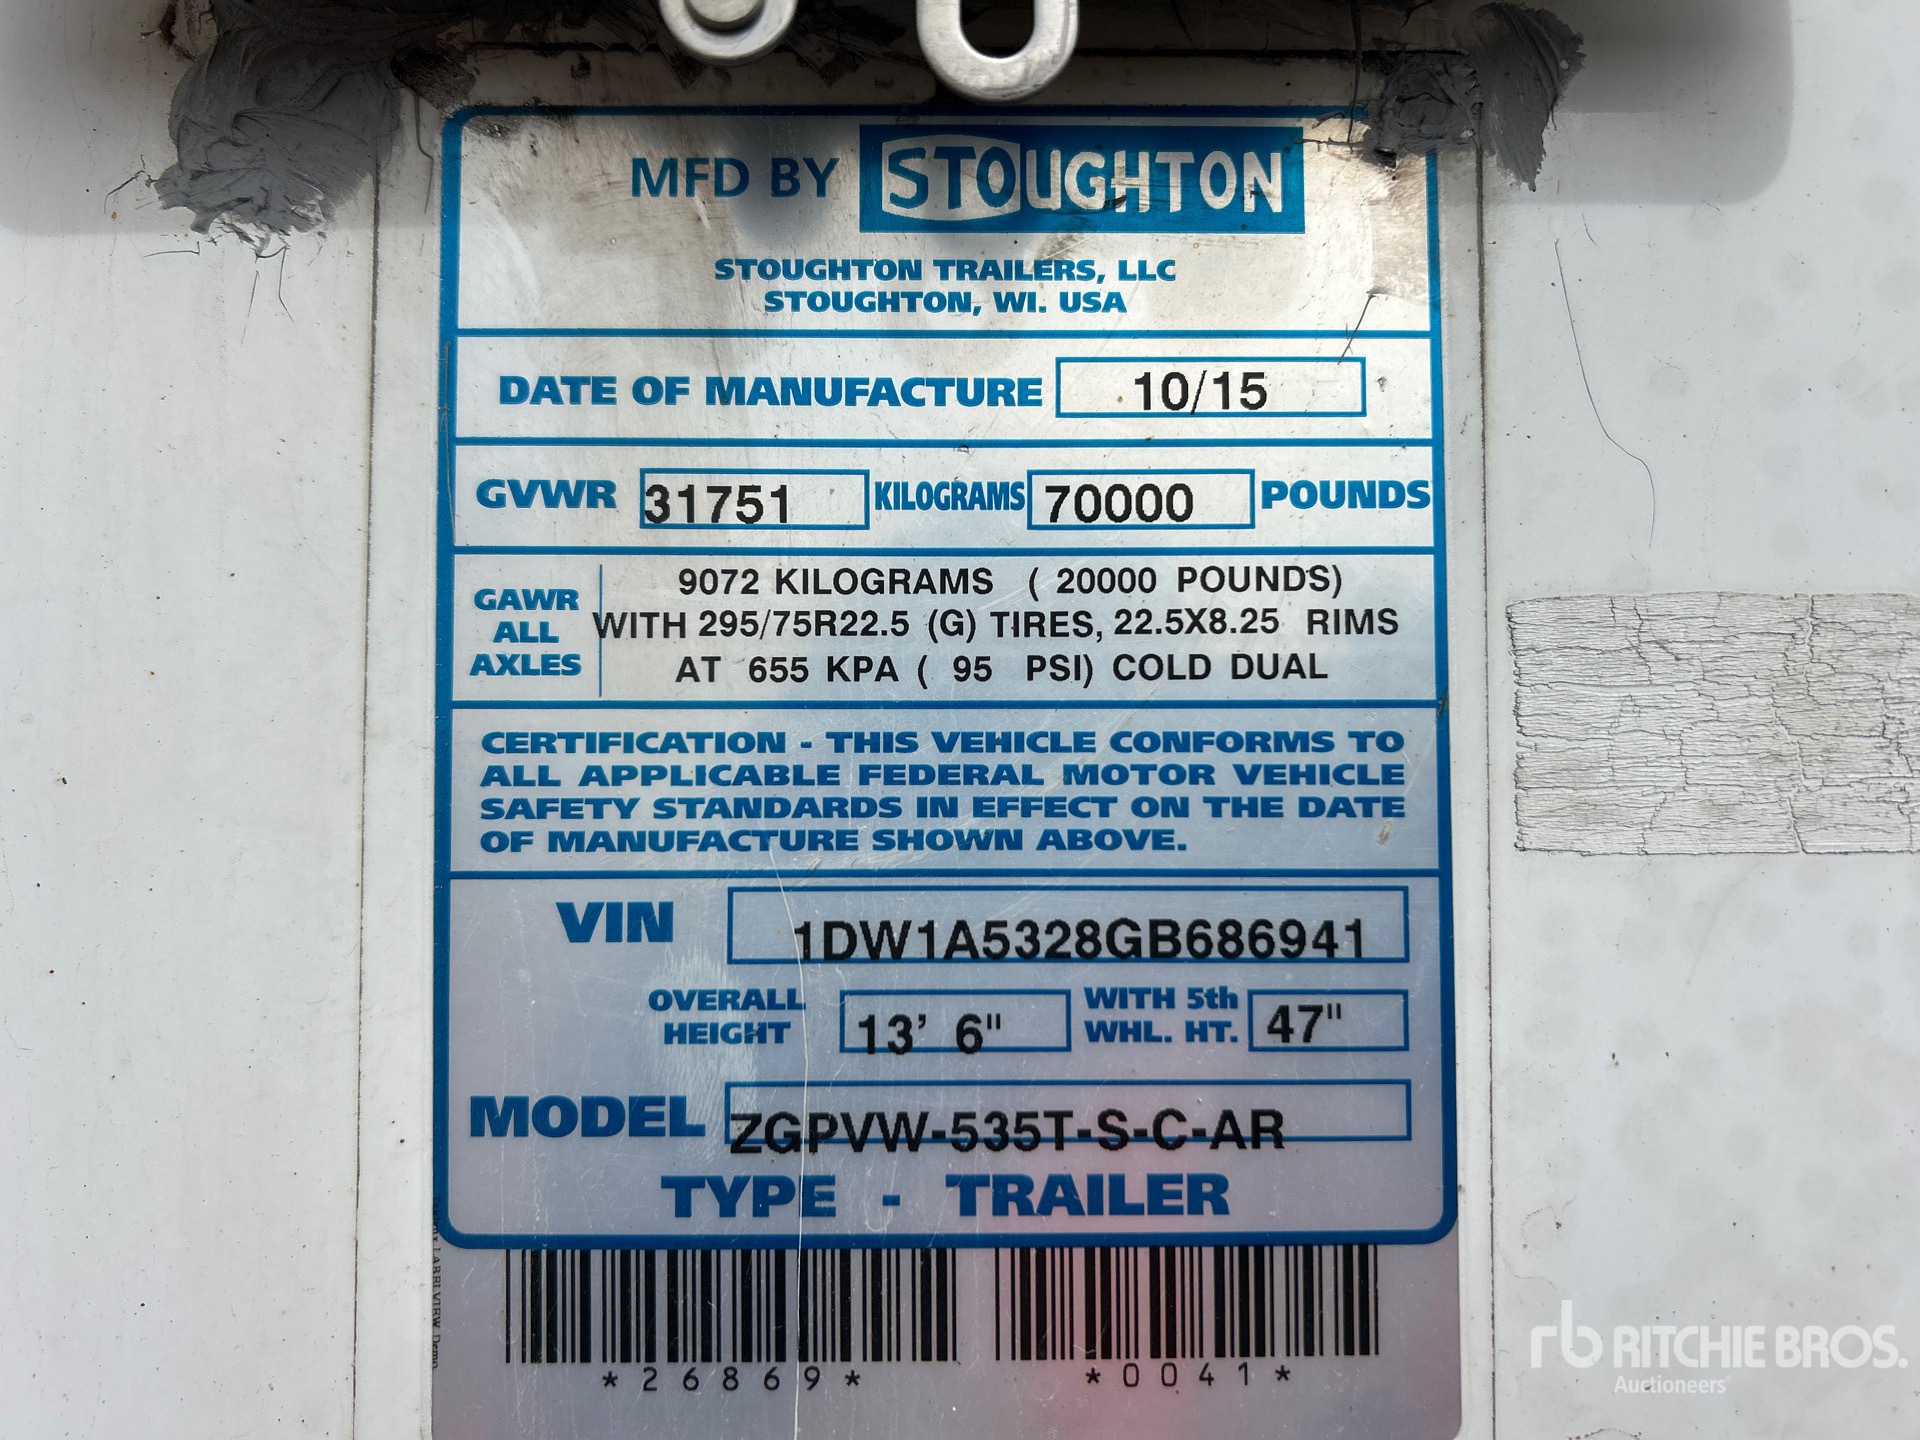 MFD BY STOUGHTON
STOUGHTON TRAILERS, LLC
STOUGHTON, WI. USA
DATE OF MANUFACTURE 10/15
GVWR 31751 KILOGRAMS 70000 POUNDS
GAWR ALL AXLES
9072 KILOGRAMS ( 20000 POUNDS)
WITH 295/75R22.5 (G) TIRES, 22.5X8.25 RIMS
AT 655 KPA ( 95 PSI) COLD DUAL
CERTIFICATION - THIS VEHICLE CONFORMS TO
ALL APPLICABLE FEDERAL MOTOR VEHICLE
SAFETY STANDARDS IN EFFECT ON THE DATE
OF MANUFACTURE SHOWN ABOVE.
VIN 1DW1A5328GB686941
OVERALL HEIGHT 13' 6" WITH 5th WHL. HT. 47"
MODEL ZGPVW-535T-S-C-AR
TYPE - TRAILER
*26869* *0041*
LABELVIEW Demo
rb RITCHIE BROS.
Auctioneers